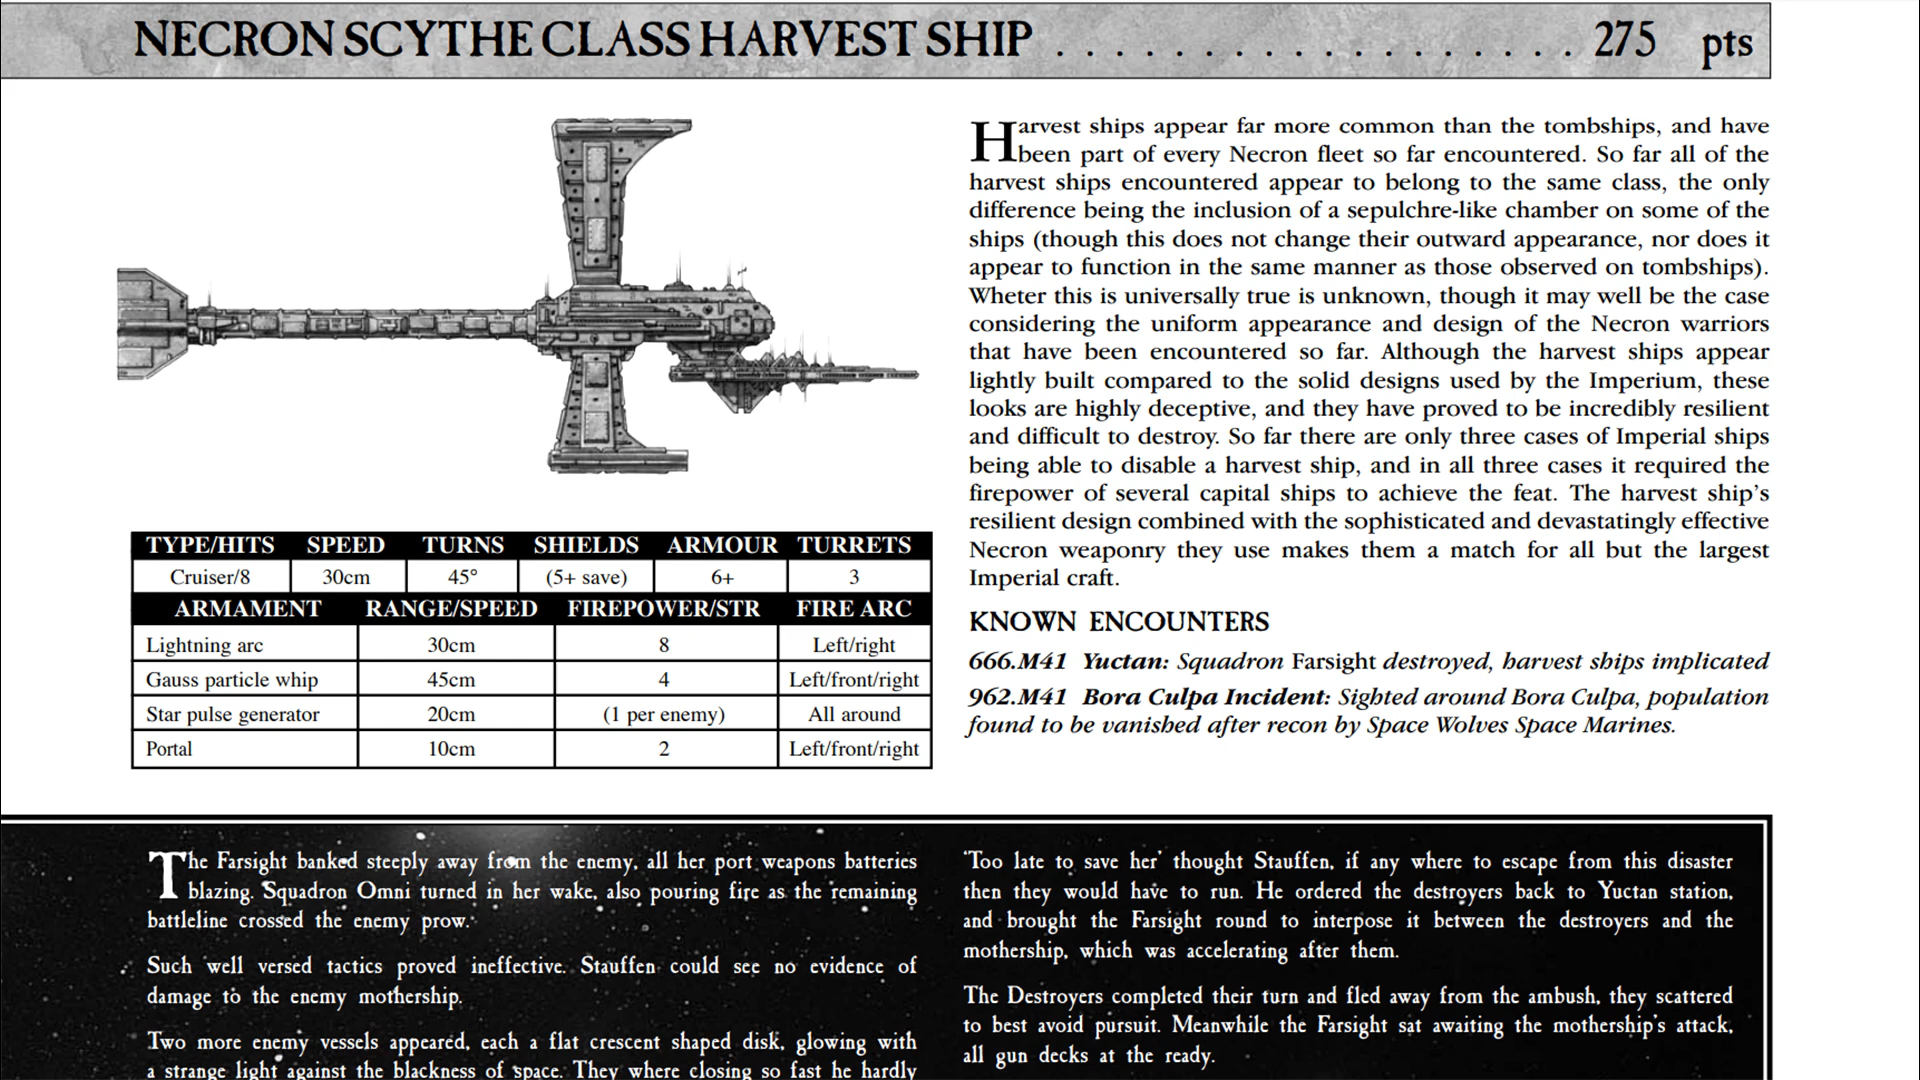 NECRON SCYTHE CLASS HARVEST SHIP . . . . . . . . . . . . . . . . . . 275 pts
TYPE/HITS SPEED TURNS SHIELDS ARMOUR TURRETS
Cruiser/8 30cm 45° (5+ save) 6+ 3
ARMAMENT RANGE/SPEED FIREPOWER/STR FIRE ARC
Lightning arc 30cm 8 Left/right
Gauss particle whip 45cm 4 Left/front/right
Star pulse generator 20cm (1 per enemy) All around
Portal 10cm 2 Left/front/right
Harvest ships appear far more common than the tombships, and have
been part of every Necron fleet so far encountered. So far all of the
harvest ships encountered appear to belong to the same class, the only
difference being the inclusion of a sepulchre-like chamber on some of the
ships (though this does not change their outward appearance, nor does it
appear to function in the same manner as those observed on tombships).
Wheter this is universally true is unknown, though it may well be the case
considering the uniform appearance and design of the Necron warriors
that have been encountered so far. Although the harvest ships appear
lightly built compared to the solid designs used by the Imperium, these
looks are highly deceptive, and they have proved to be incredibly resilient
and difficult to destroy. So far there are only three cases of Imperial ships
being able to disable a harvest ship, and in all three cases it required the
firepower of several capital ships to achieve the feat. The harvest ship's
resilient design combined with the sophisticated and devastatingly effective
Necron weaponry they use makes them a match for all but the largest
Imperial craft.
KNOWN ENCOUNTERS
666.M41 Yuctan: Squadron Farsight destroyed, harvest ships implicated
962.M41 Bora Culpa Incident: Sighted around Bora Culpa, population
found to be vanished after recon by Space Wolves Space Marines.
The Farsight banked steeply away from the enemy, all her port weapons batteries
blazing. Squadron Omni turned in her wake, also pouring fire as the remaining
battleline crossed the enemy prow.
Such well versed tactics proved ineffective. Stauffen could see no evidence of
damage to the enemy mothership.
Two more enemy vessels appeared, each a flat crescent shaped disk, glowing with
a strange light against the blackness of space. They where closing so fast he hardly
'Too late to save her' thought Stauffen, if any where to escape from this disaster
then they would have to run. He ordered the destroyers back to Yuctan station,
and brought the Farsight round to interpose it between the destroyers and the
mothership, which was accelerating after them.
The Destroyers completed their turn and fled away from the ambush, they scattered
to best avoid pursuit. Meanwhile the Farsight sat awaiting the mothership's attack,
all gun decks at the ready.